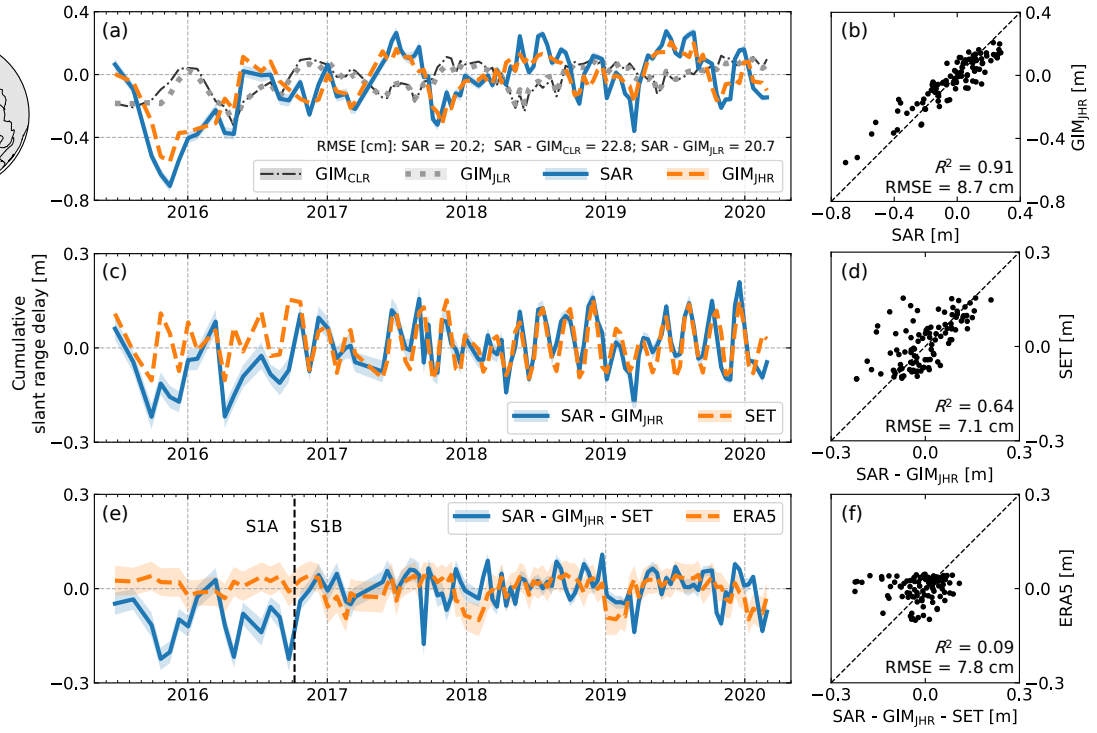 (a)
0.4
0.0
−0.4
−0.8
RMSE [cm]: SAR = 20.2; SAR - GIM_CLR = 22.8; SAR - GIM_JLR = 20.7
GIM_CLR GIM_JLR SAR GIM_JHR
2016 2017 2018 2019 2020
(b)
0.4
0.0
−0.4
−0.8
GIM_JHR [m]
R² = 0.91
RMSE = 8.7 cm
−0.8 −0.4 0.0 0.4
SAR [m]
Cumulative
slant range delay [m]
(c)
0.3
0.0
−0.3
SAR - GIM_JHR SET
2016 2017 2018 2019 2020
(d)
0.3
0.0
−0.3
SET [m]
R² = 0.64
RMSE = 7.1 cm
−0.3 0.0 0.3
SAR - GIM_JHR [m]
(e)
0.3
0.0
−0.3
S1A S1B
SAR - GIM_JHR - SET ERA5
2016 2017 2018 2019 2020
(f)
0.3
0.0
−0.3
ERA5 [m]
R² = 0.09
RMSE = 7.8 cm
−0.3 0.0 0.3
SAR - GIM_JHR - SET [m]